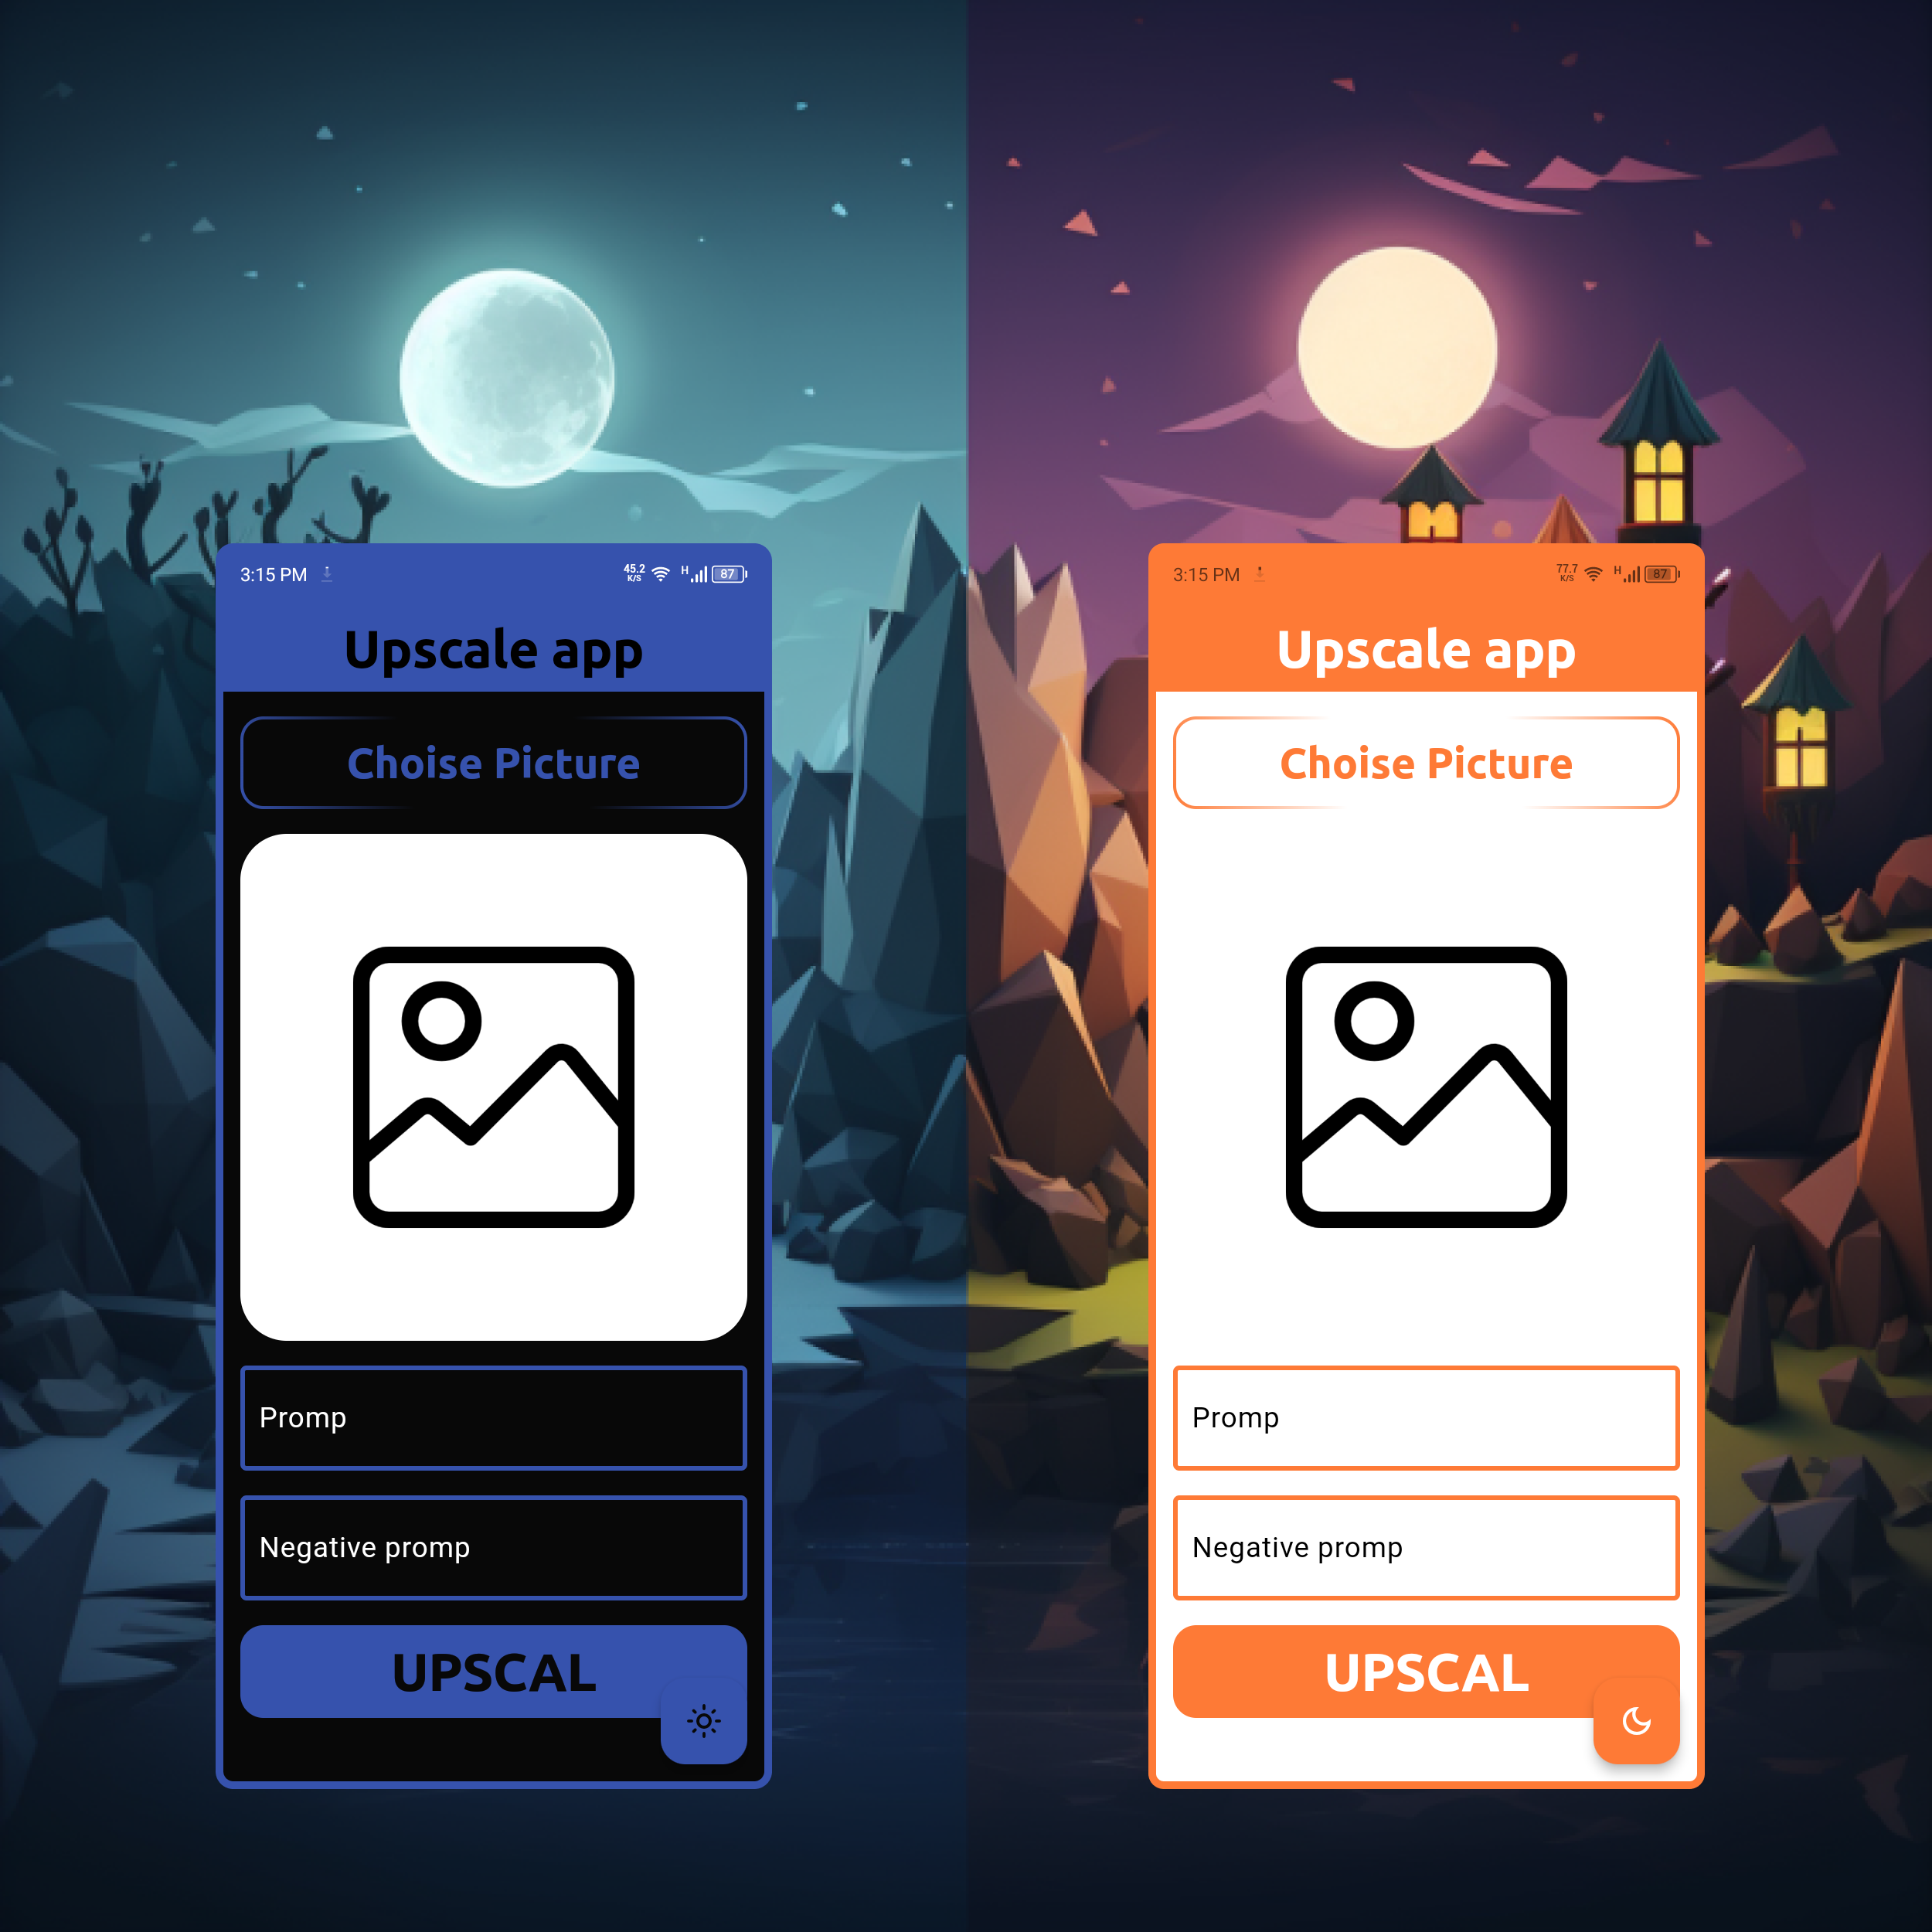 3:15 PM 45.2 K/S H 87
Upscale app
Choise Picture
Promp
Negative promp
UPSCAL
3:15 PM 77.7 K/S H 87
Upscale app
Choise Picture
Promp
Negative promp
UPSCAL